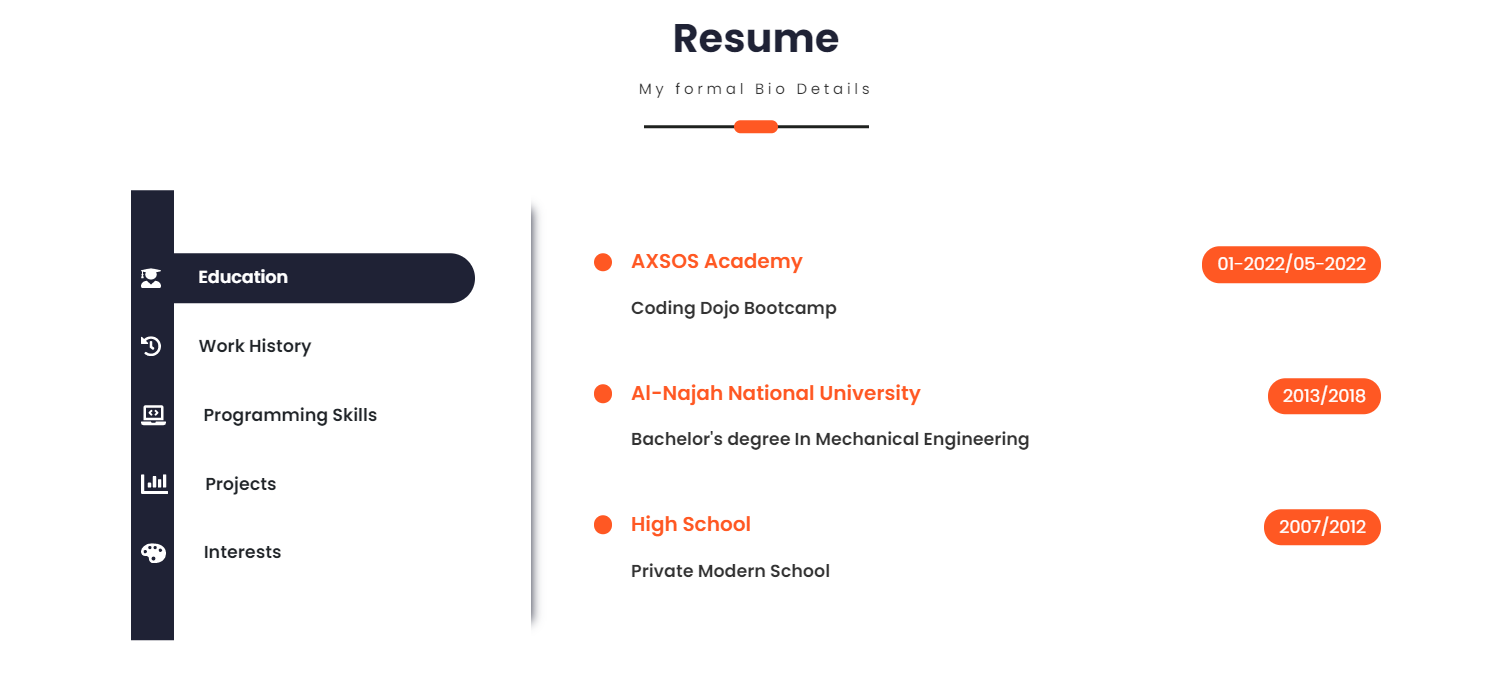 Resume
My formal Bio Details
Education
Work History
Programming Skills
Projects
Interests
AXSOS Academy
01-2022/05-2022
Coding Dojo Bootcamp
Al-Najah National University
2013/2018
Bachelor's degree In Mechanical Engineering
High School
2007/2012
Private Modern School